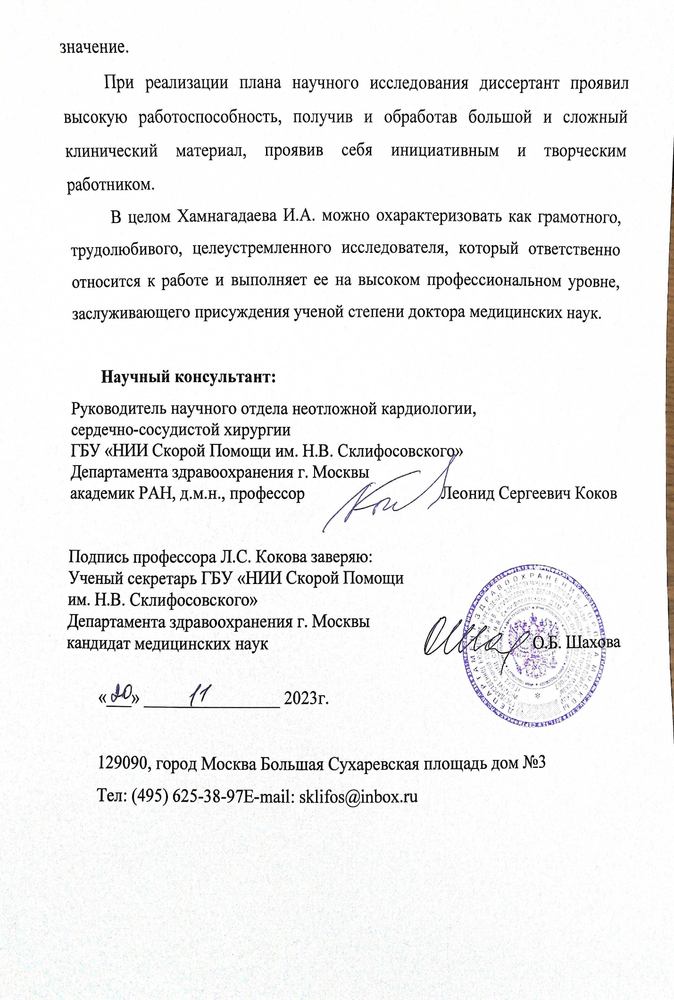 значение.
При реализации плана научного исследования диссертант проявил
высокую работоспособность, получив и обработав большой и сложный
клинический материал, проявив себя инициативным и творческим
работником.
В целом Хамнагадаева И.А. можно охарактеризовать как грамотного,
трудолюбивого, целеустремленного исследователя, который ответственно
относится к работе и выполняет ее на высоком профессиональном уровне,
заслуживающего присуждения ученой степени доктора медицинских наук.
Научный консультант:
Руководитель научного отдела неотложной кардиологии,
сердечно-сосудистой хирургии
ГБУ «НИИ Скорой Помощи им. Н.В. Склифосовского»
Департамента здравоохранения г. Москвы
академик РАН, д.м.н., профессор Леонид Сергеевич Коков
Подпись профессора Л.С. Кокова заверяю:
Ученый секретарь ГБУ «НИИ Скорой Помощи
им. Н.В. Склифосовского»
Департамента здравоохранения г. Москвы
кандидат медицинских наук О.Б. Шахова
ДЕПАРТАМЕНТ ЗДРАВООХРАНЕНИЯ ГОРОДА МОСКВЫ
«20» 11 2023г.
129090, город Москва Большая Сухаревская площадь дом №3
Тел: (495) 625-38-97E-mail: sklifos@inbox.ru